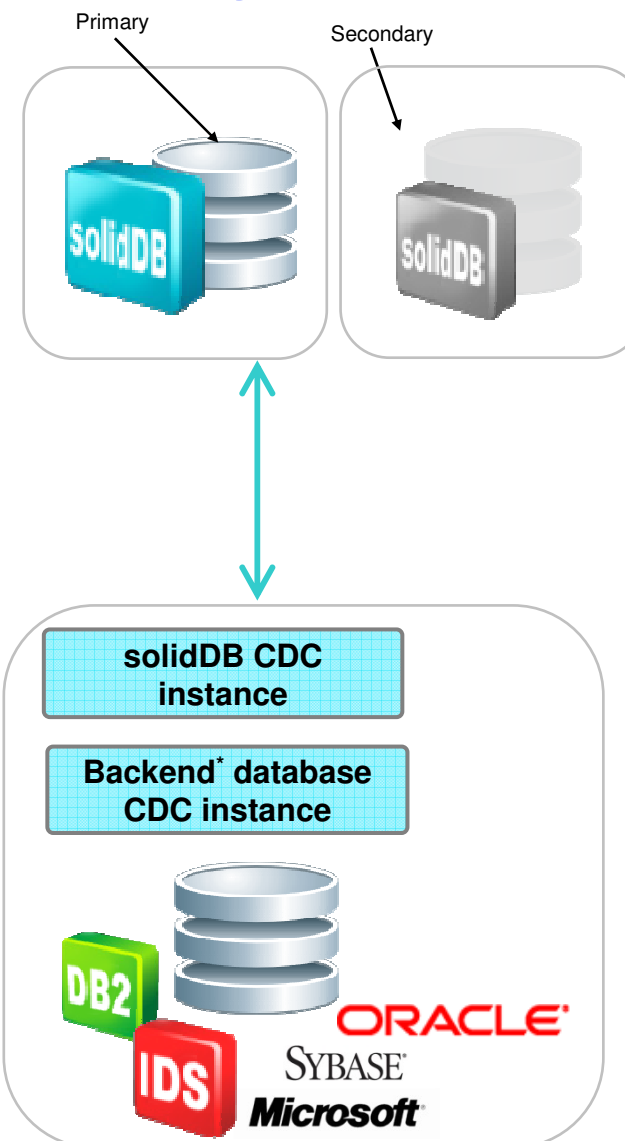 Primary
Secondary
solidDB
solidDB
solidDB CDC
instance
Backend* database
CDC instance
DB2
IDS
ORACLE
SYBASE
Microsoft